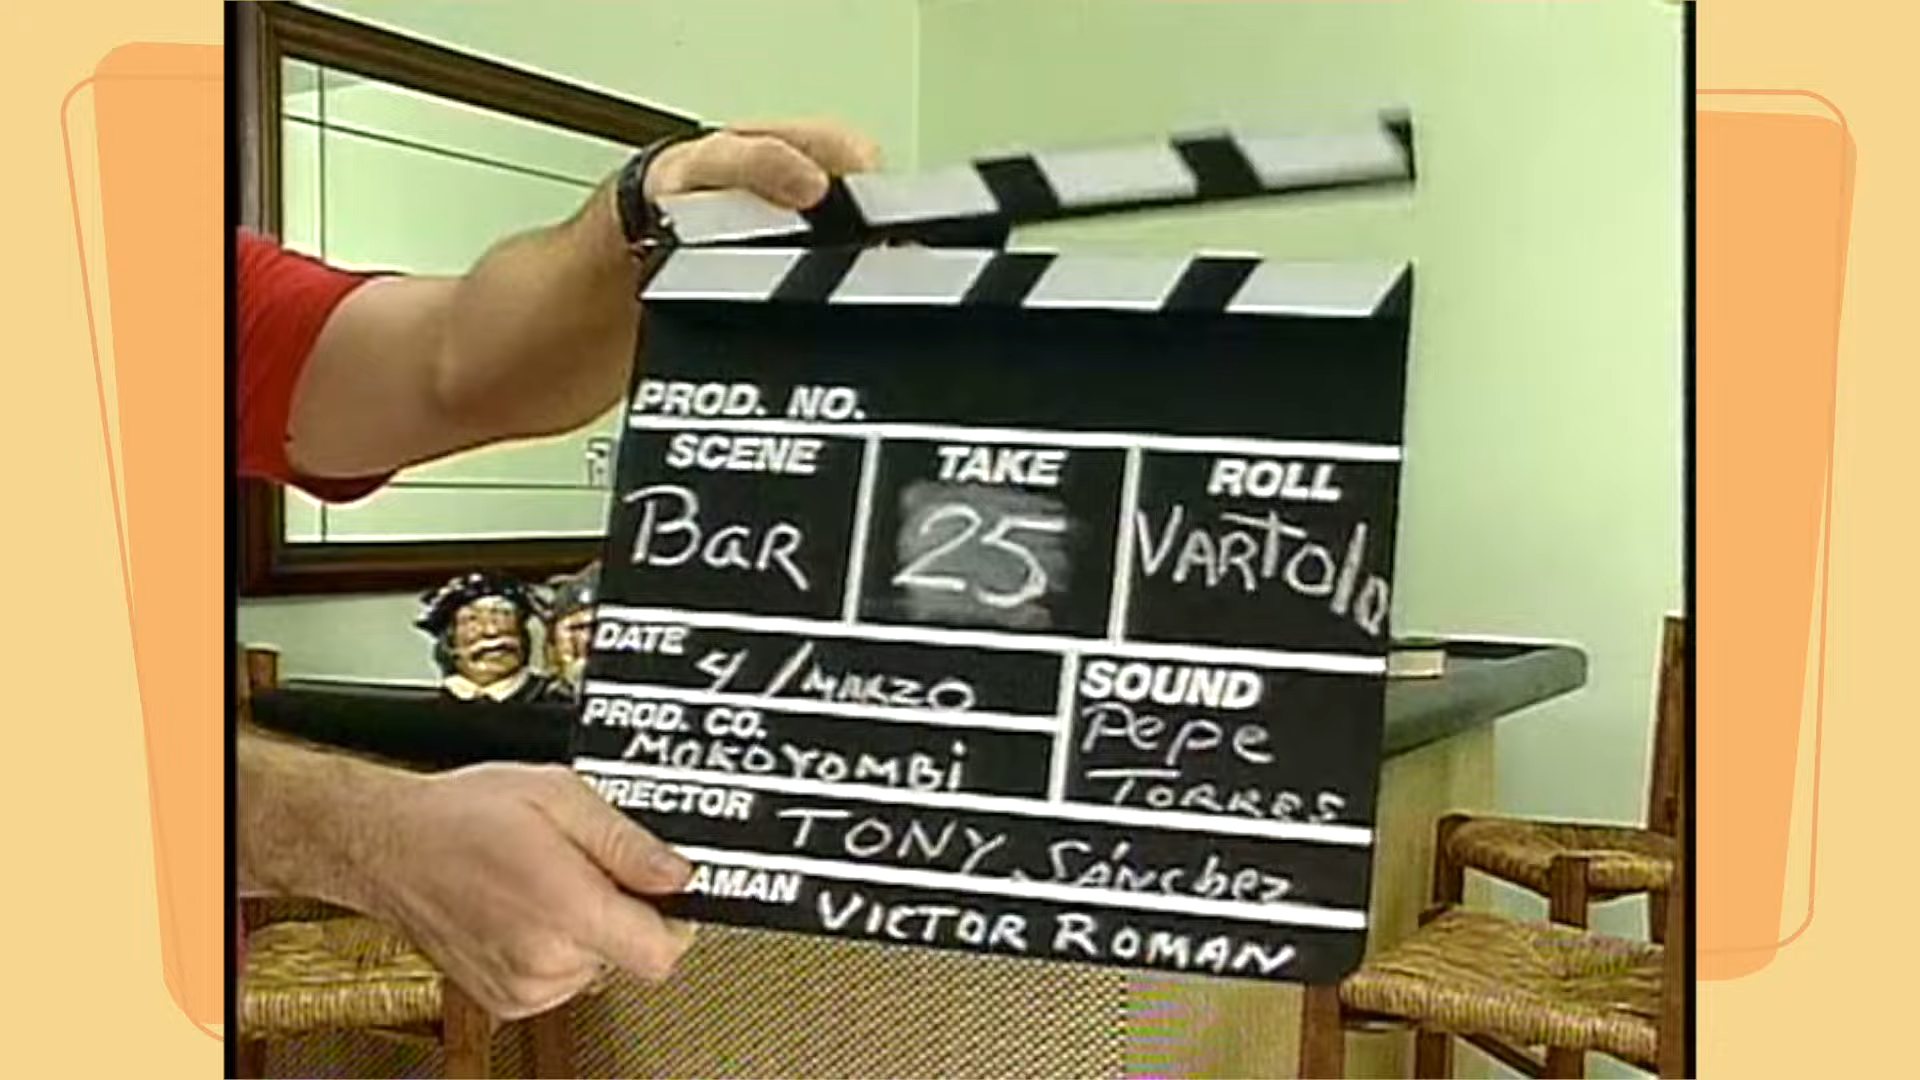 PROD. NO.
SCENE TAKE ROLL
BaR 25 VARTolo
DATE 4/MARZO
SOUND
Pepe
TORRES
PROD. CO.
MOKOYOMBi
DIRECTOR TONY SáNchez
AMAN VICTOR ROMAN